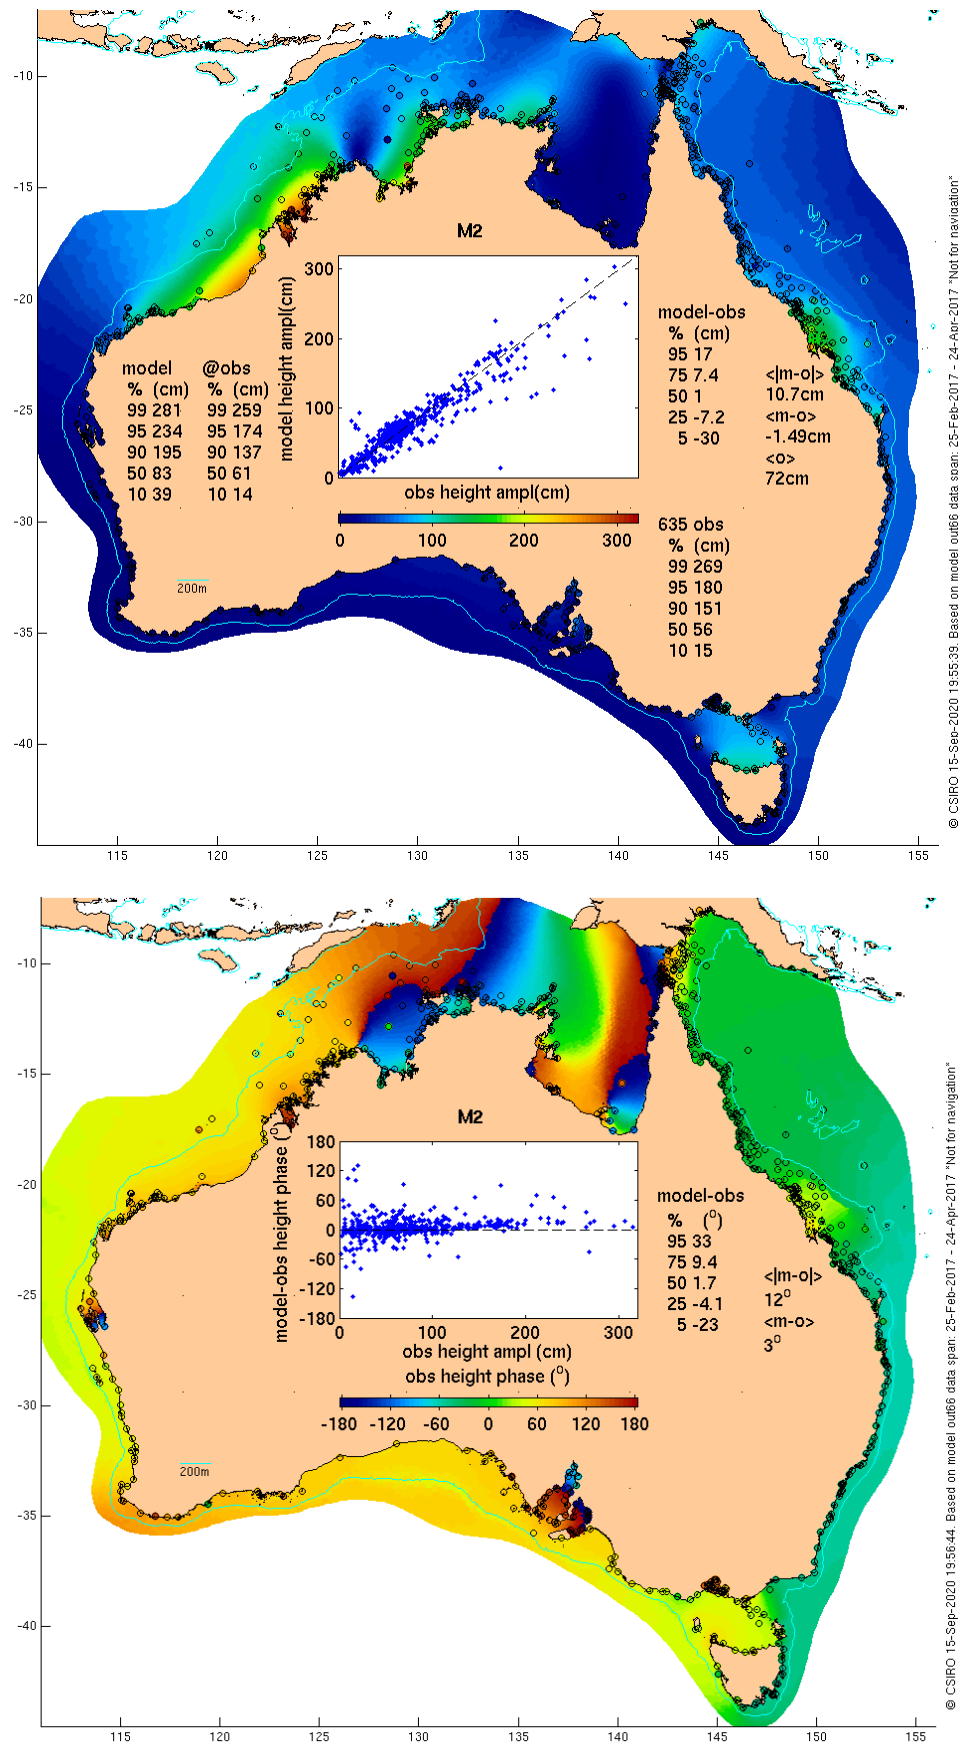 -10
-15
-20
-25
-30
-35
-40
115 120 125 130 135 140 145 150 155
M2
model height ampl(cm)
300
200
100
0
obs height ampl(cm)
0 100 200 300
model @obs
% (cm) % (cm)
99 281 99 259
95 234 95 174
90 195 90 137
50 83 50 61
10 39 10 14
model-obs
% (cm)
95 17
75 7.4
50 1
25 -7.2
5 -30
<|m-o|>
10.7cm
<m-o>
-1.49cm
<o>
72cm
635 obs
% (cm)
99 269
95 180
90 151
50 56
10 15
200m
© CSIRO 15-Sep-2020 19:55:39. Based on model out66 data span: 25-Feb-2017 - 24-Apr-2017 "Not for navigation"
-10
-15
-20
-25
-30
-35
-40
115 120 125 130 135 140 145 150 155
M2
model-obs height phase (°)
180
120
60
0
-60
-120
-180
0 100 200 300
obs height ampl (cm)
obs height phase (°)
-180 -120 -60 0 60 120 180
model-obs
% (°)
95 33
75 9.4
50 1.7
25 -4.1
5 -23
<|m-o|>
12°
<m-o>
3°
200m
© CSIRO 15-Sep-2020 19:56:44. Based on model out66 data span: 25-Feb-2017 - 24-Apr-2017 "Not for navigation"